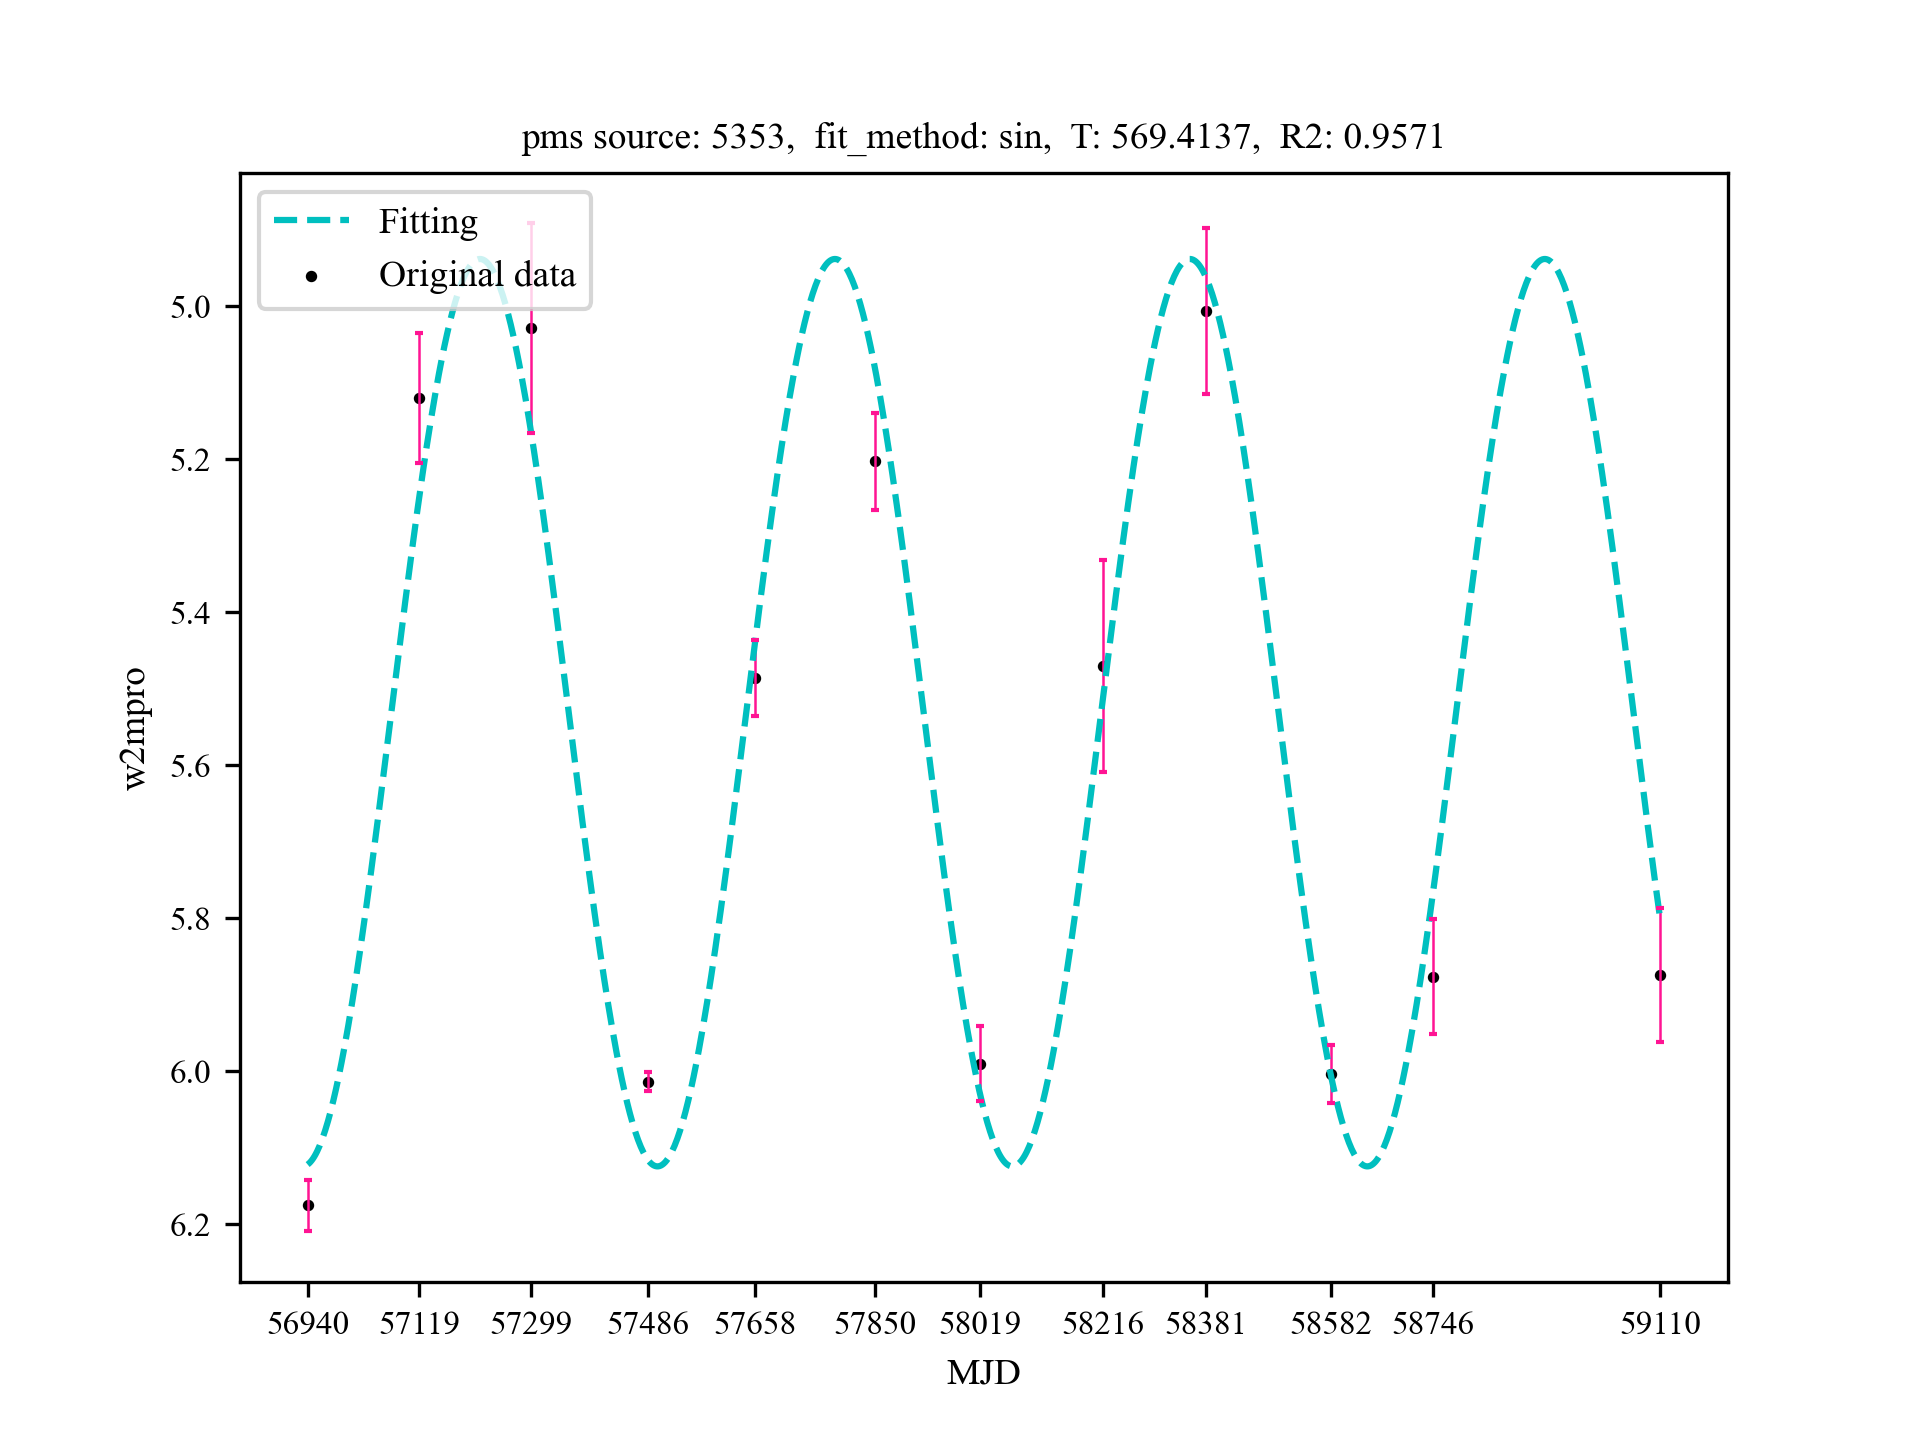 pms source: 5353,  fit_method: sin,  T: 569.4137,  R2: 0.9571
Fitting
Original data
5.0
5.2
5.4
5.6
5.8
6.0
6.2
w2mpro
56940 57119 57299 57486 57658 57850 58019 58216 58381 58582 58746 59110
MJD